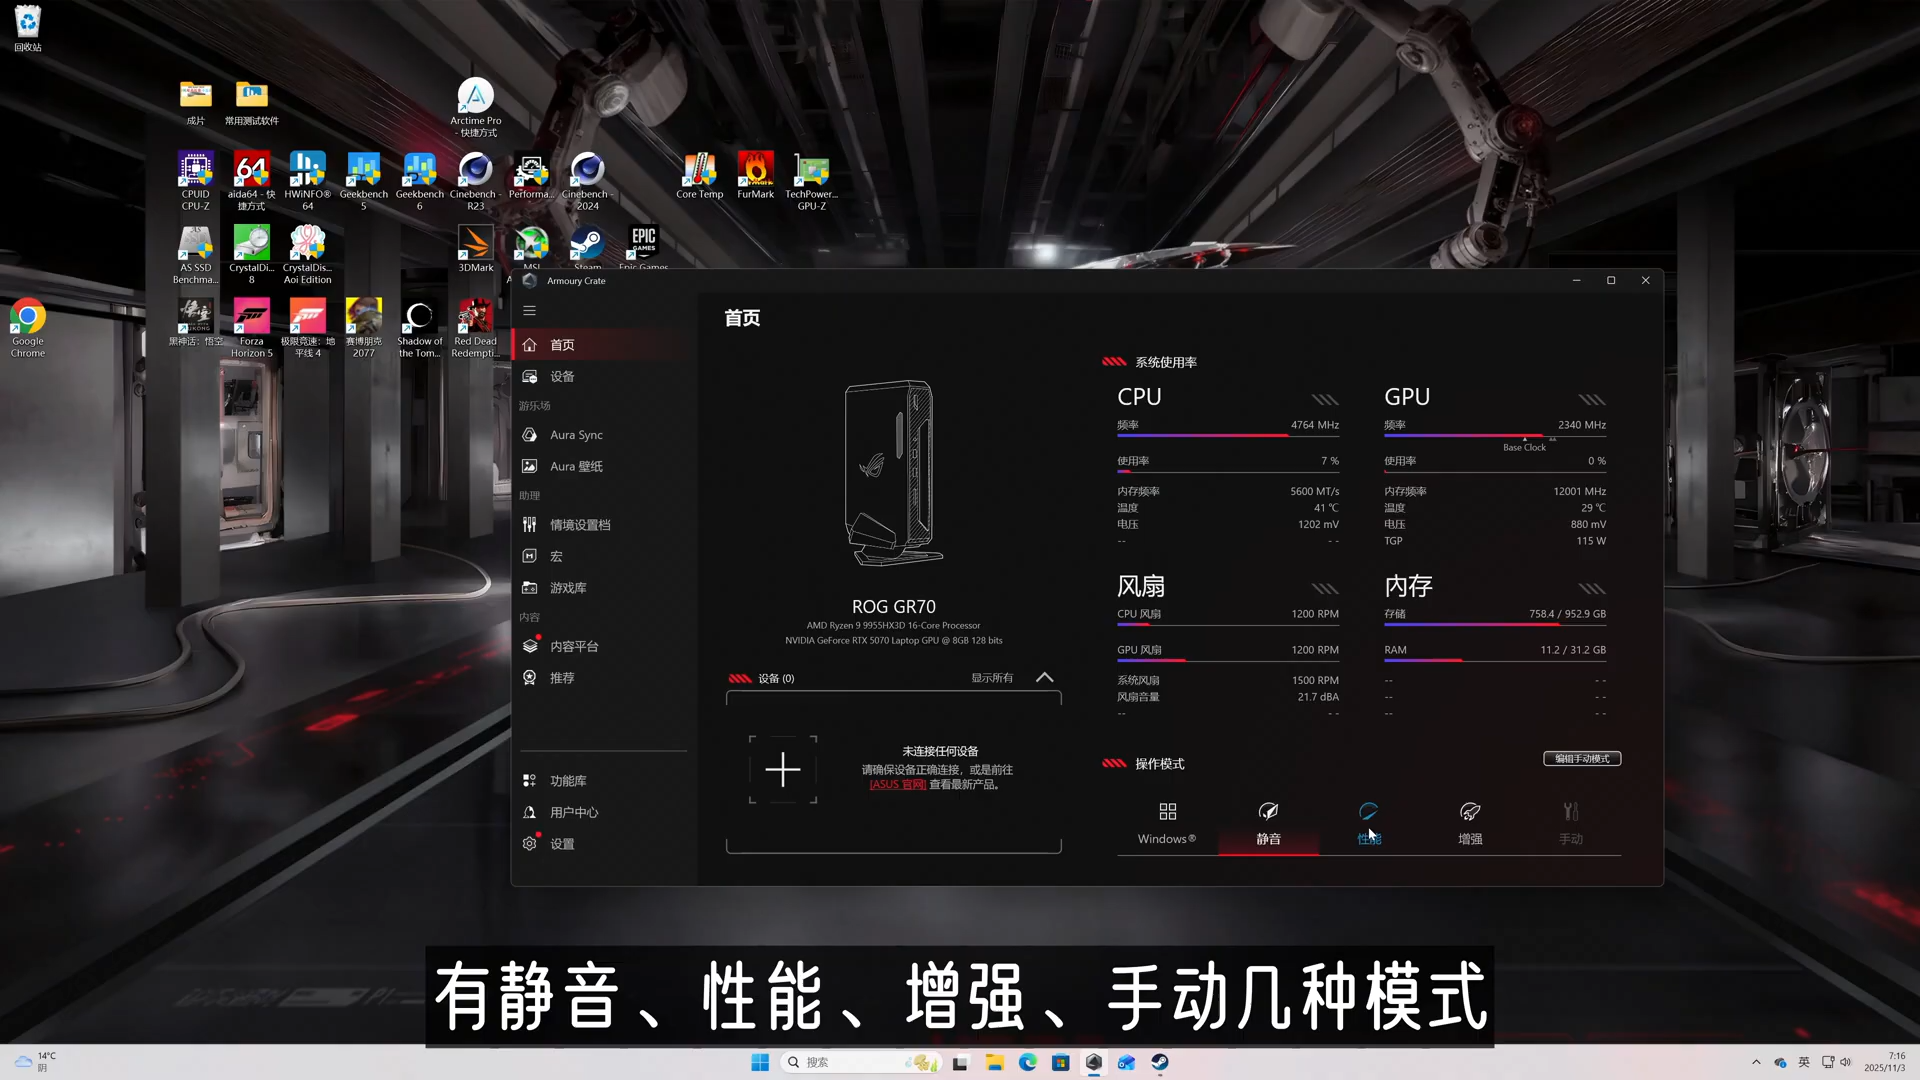 回收站
成片
常用测试软件
Arctime Pro
- 快捷方式
CPUID
CPU-Z
aida64 - 快
捷方式
HWiNFO®
64
Geekbench
5
Geekbench
6
Cinebench -
R23
Performa...
Cinebench -
2024
Core Temp
FurMark
TechPower...
GPU-Z
AS SSD
Benchma...
CrystalDi...
8
CrystalDis...
Aoi Edition
3DMark
MSI
Steam
EPIC
GAMES
Epic Games
Google
Chrome
黑神话：悟空
Forza
Horizon 5
极限竞速：地
平线 4
赛博朋克
2077
Shadow of
the Tom...
Red Dead
Redempti...
Armoury Crate
首页
设备
游乐场
Aura Sync
Aura 壁纸
助理
情境设置档
宏
游戏库
内容
内容平台
推荐
功能库
用户中心
设置
首页
ROG GR70
AMD Ryzen 9 9955HX3D 16-Core Processor
NVIDIA GeForce RTX 5070 Laptop GPU @ 8GB 128 bits
设备 (0)
显示所有
未连接任何设备
请确保设备正确连接，或是前往
[ASUS 官网] 查看最新产品。
系统使用率
CPU
频率 4764 MHz
使用率 7 %
内存频率 5600 MT/s
温度 41 ℃
电压 1202 mV
-- - -
GPU
频率 2340 MHz
Base Clock
使用率 0 %
内存频率 12001 MHz
温度 29 ℃
电压 880 mV
TGP 115 W
风扇
CPU 风扇 1200 RPM
GPU 风扇 1200 RPM
系统风扇 1500 RPM
风扇音量 21.7 dBA
-- - -
内存
存储 758.4 / 952.9 GB
RAM 11.2 / 31.2 GB
-- - -
-- - -
-- - -
操作模式
编辑手动模式
Windows®
静音
性能
增强
手动
有静音、性能、增强、手动几种模式
14°C
阴
搜索
英
7:16
2025/11/3